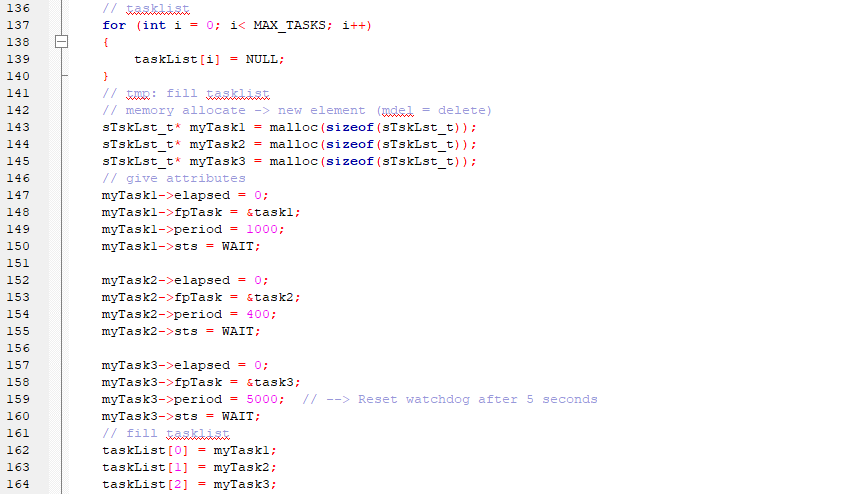 136 // tasklist
137 for (int i = 0; i< MAX_TASKS; i++)
138 {
139 taskList[i] = NULL;
140 }
141 // tmp: fill tasklist
142 // memory allocate -> new element (mdel = delete)
143 sTskLst_t* myTask1 = malloc(sizeof(sTskLst_t));
144 sTskLst_t* myTask2 = malloc(sizeof(sTskLst_t));
145 sTskLst_t* myTask3 = malloc(sizeof(sTskLst_t));
146 // give attributes
147 myTask1->elapsed = 0;
148 myTask1->fpTask = &task1;
149 myTask1->period = 1000;
150 myTask1->sts = WAIT;
151
152 myTask2->elapsed = 0;
153 myTask2->fpTask = &task2;
154 myTask2->period = 400;
155 myTask2->sts = WAIT;
156
157 myTask3->elapsed = 0;
158 myTask3->fpTask = &task3;
159 myTask3->period = 5000; // --> Reset watchdog after 5 seconds
160 myTask3->sts = WAIT;
161 // fill tasklist
162 taskList[0] = myTask1;
163 taskList[1] = myTask2;
164 taskList[2] = myTask3;